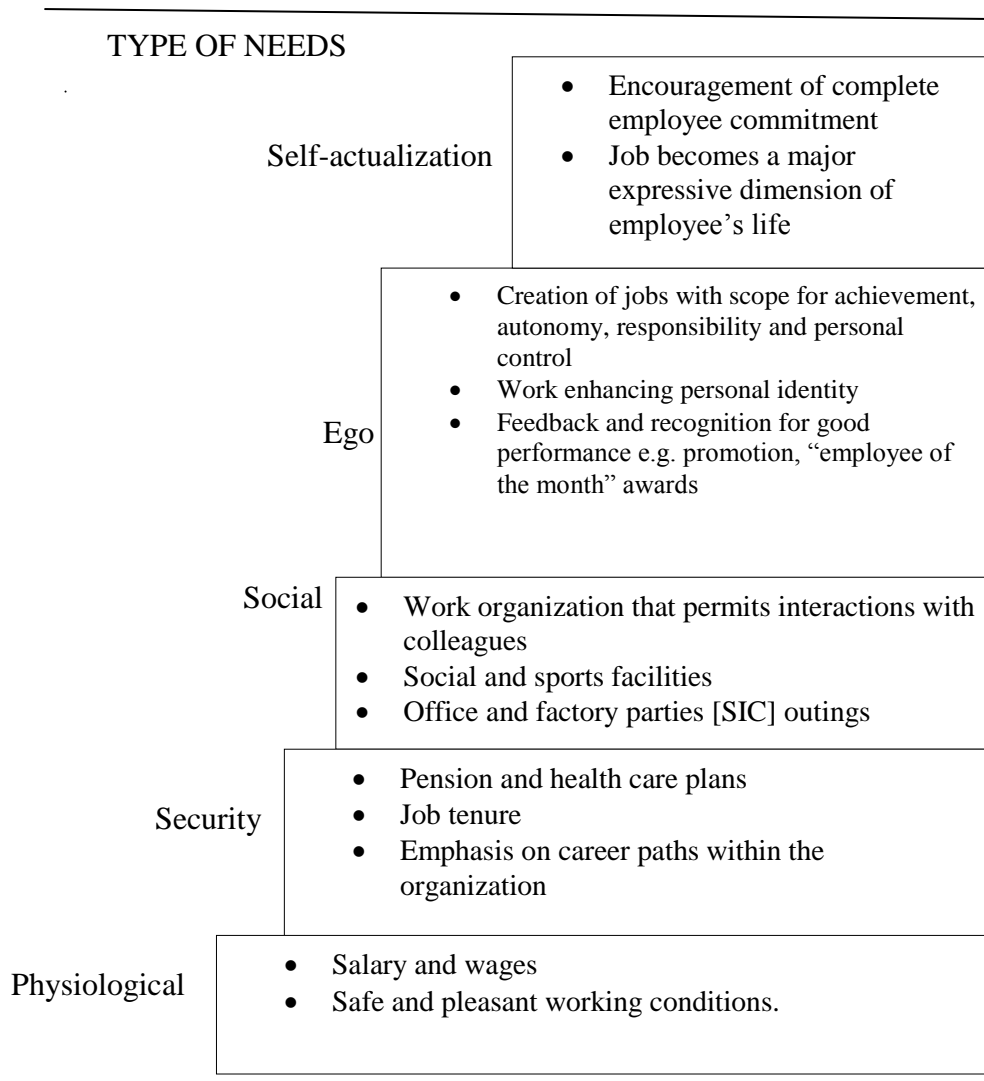 TYPE OF NEEDS
Self-actualization
• Encouragement of complete
employee commitment
• Job becomes a major
expressive dimension of
employee’s life
Ego
• Creation of jobs with scope for achievement,
autonomy, responsibility and personal
control
• Work enhancing personal identity
• Feedback and recognition for good
performance e.g. promotion, “employee of
the month” awards
Social
• Work organization that permits interactions with
colleagues
• Social and sports facilities
• Office and factory parties [SIC] outings
Security
• Pension and health care plans
• Job tenure
• Emphasis on career paths within the
organization
Physiological
• Salary and wages
• Safe and pleasant working conditions.